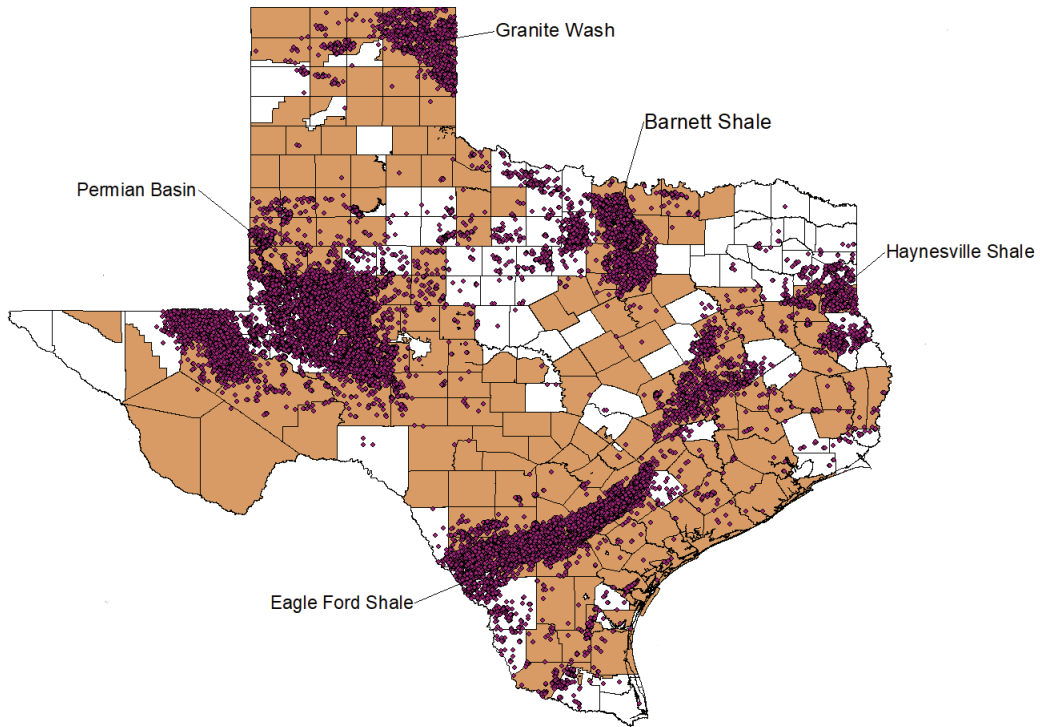 Granite Wash
Barnett Shale
Permian Basin
Haynesville Shale
Eagle Ford Shale